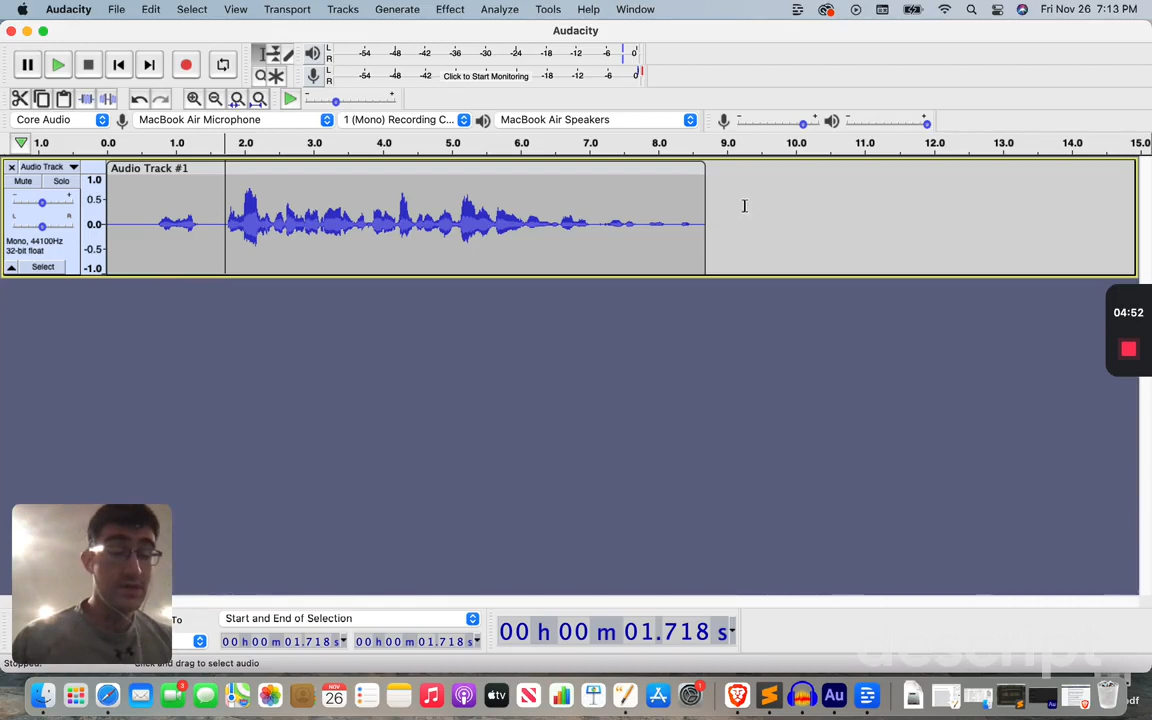 Audacity File Edit Select View Transport Tracks Generate Effect Analyze Tools Window Help Fri Nov 26 7:13 PM
Audacity
L R -54 -48 -42 -36 -30 -24 -18 -12 -6 0
L R -54 -48 -42 Click to Start Monitoring -18 -12 -6 0
- +
Core Audio MacBook Air Microphone 1 (Mono) Recording C... MacBook Air Speakers - + - +
1.0 0.0 1.0 2.0 3.0 4.0 5.0 6.0 7.0 8.0 9.0 10.0 11.0 12.0 13.0 14.0 15.0
× Audio Track Audio Track #1
Mute Solo 1.0
- + 0.5
L R 0.0
Mono, 44100Hz
32-bit float -0.5
Select -1.0
04:52
To Start and End of Selection
00 h 00 m 01.718 s 00 h 00 m 01.718 s 00 h 00 m 01.718 s
Stopped. Click and drag to select audio
descript
3 NOV 26 1 Au pdf